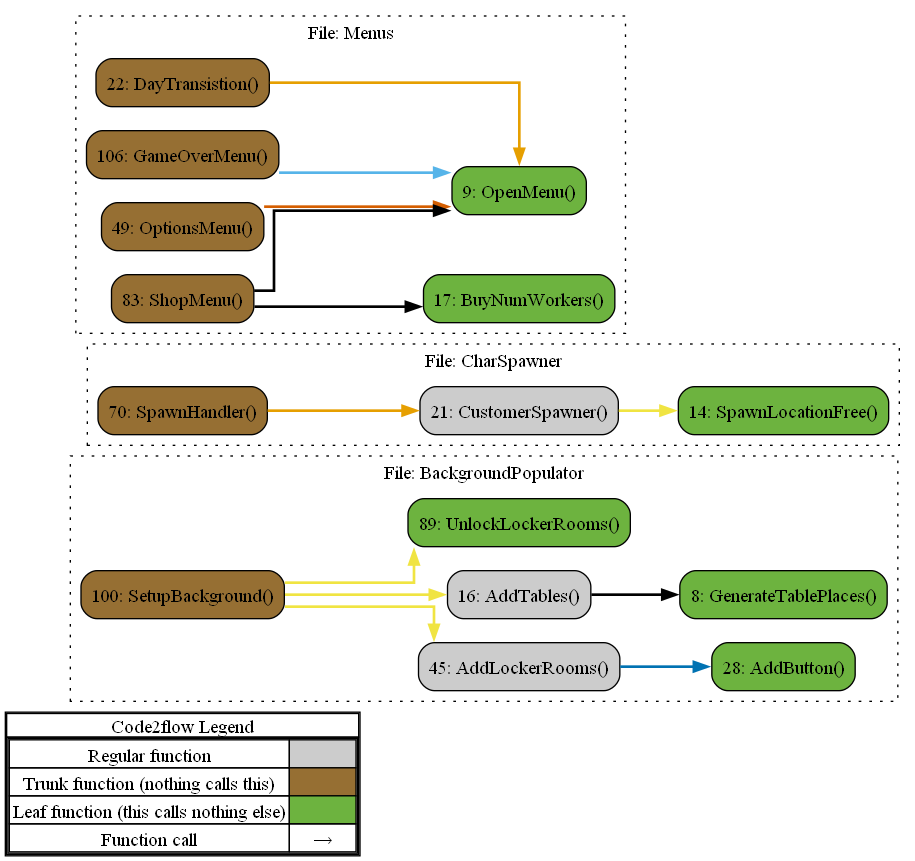 File: Menus
22: DayTransistion()
106: GameOverMenu()
9: OpenMenu()
49: OptionsMenu()
83: ShopMenu()
17: BuyNumWorkers()
File: CharSpawner
70: SpawnHandler()
21: CustomerSpawner()
14: SpawnLocationFree()
File: BackgroundPopulator
89: UnlockLockerRooms()
100: SetupBackground()
16: AddTables()
8: GenerateTablePlaces()
45: AddLockerRooms()
28: AddButton()
Code2flow Legend
Regular function
Trunk function (nothing calls this)
Leaf function (this calls nothing else)
Function call →